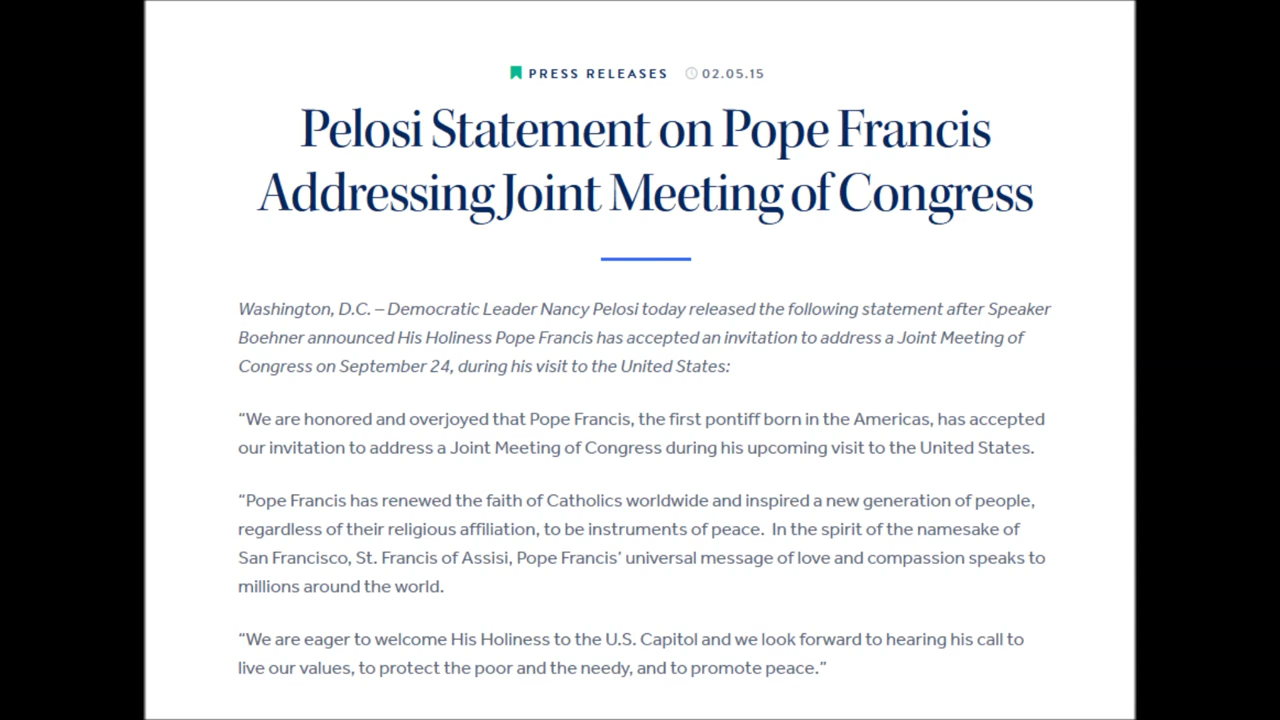 PRESS RELEASES 02.05.15
Pelosi Statement on Pope Francis
Addressing Joint Meeting of Congress
Washington, D.C. – Democratic Leader Nancy Pelosi today released the following statement after Speaker
Boehner announced His Holiness Pope Francis has accepted an invitation to address a Joint Meeting of
Congress on September 24, during his visit to the United States:
“We are honored and overjoyed that Pope Francis, the first pontiff born in the Americas, has accepted
our invitation to address a Joint Meeting of Congress during his upcoming visit to the United States.
“Pope Francis has renewed the faith of Catholics worldwide and inspired a new generation of people,
regardless of their religious affiliation, to be instruments of peace.  In the spirit of the namesake of
San Francisco, St. Francis of Assisi, Pope Francis’ universal message of love and compassion speaks to
millions around the world.
“We are eager to welcome His Holiness to the U.S. Capitol and we look forward to hearing his call to
live our values, to protect the poor and the needy, and to promote peace.”